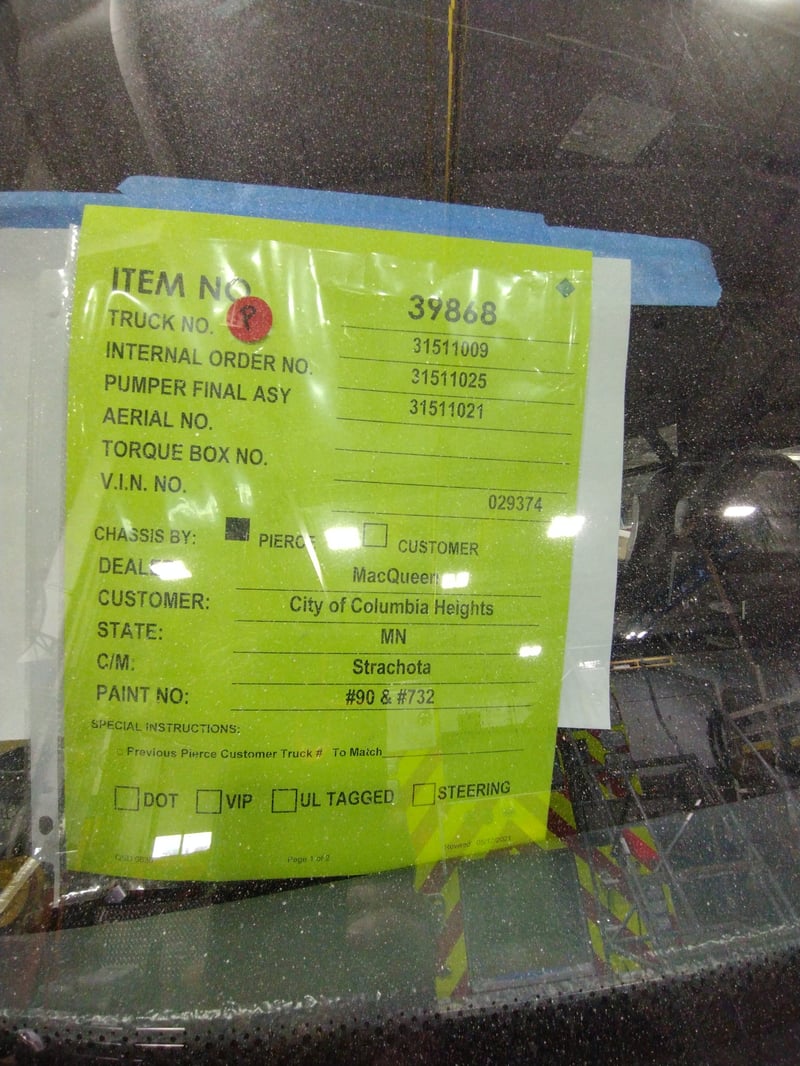 ITEM NO 39868
P
TRUCK NO. 31511009
INTERNAL ORDER NO. 31511025
PUMPER FINAL ASY 31511021
AERIAL NO.
TORQUE BOX NO.
V.I.N. NO. 029374
CHASSIS BY: PIERCE CUSTOMER
MacQueen
CUSTOMER: City of Columbia Heights
STATE: MN
C/M: Strachota
PAINT NO: #90 & #732
SPECIAL INSTRUCTIONS:
Previous Pierce Customer Truck # To Match
DOT VIP UL TAGGED STEERING
Page 1 of 2